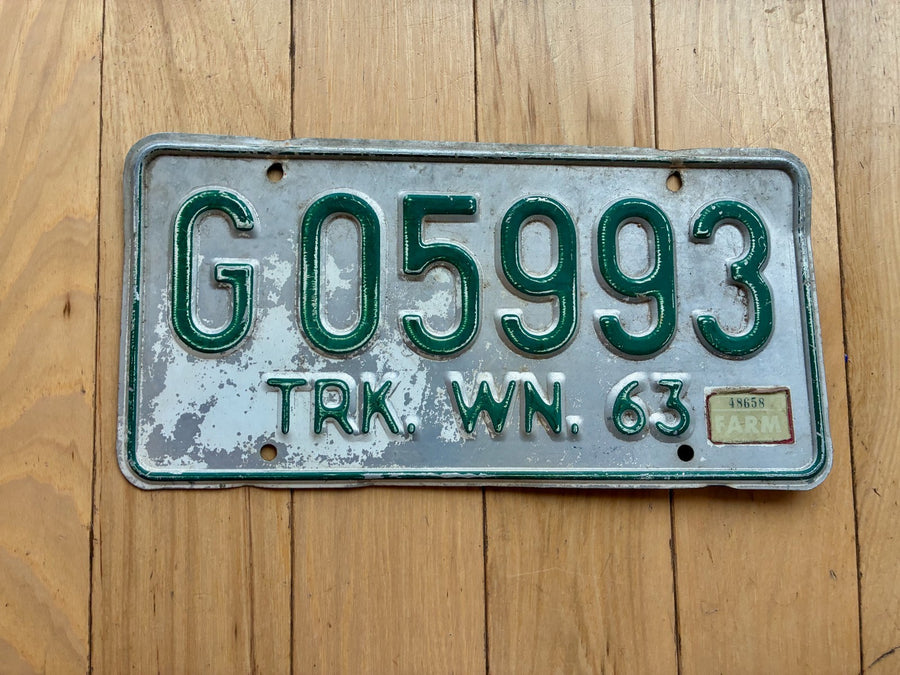 G05993
TRK. WN. 63
48658
FARM